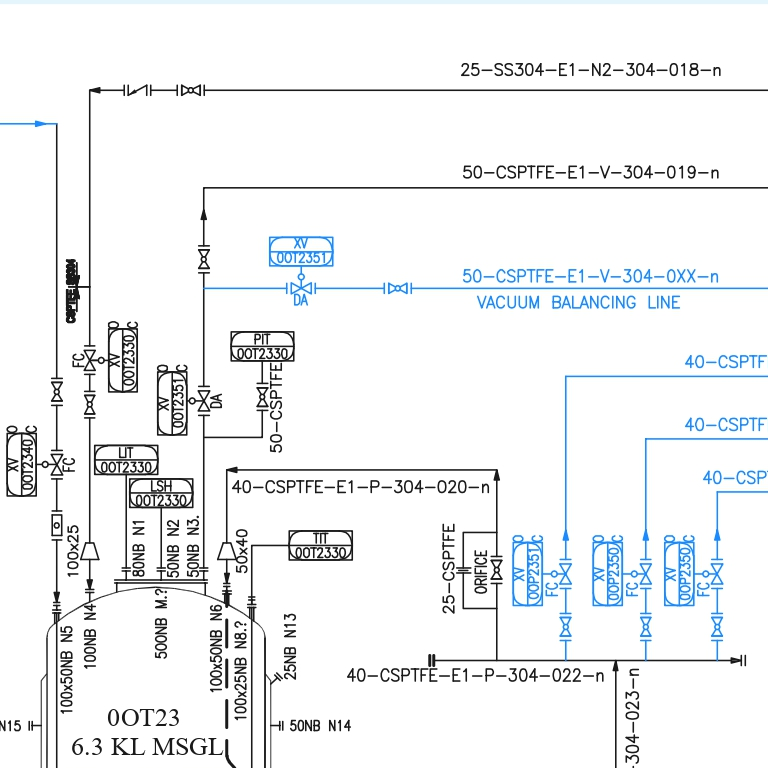 25-SS304-E1-N2-304-018-n
50-CSPTFE-E1-V-304-019-n
XV
00T2351
DA
50-CSPTFE-E1-V-304-0XX-n
VACUUM BALANCING LINE
FC
XV
00T2330
O
C
PIT
00T2330
40-CSPTF
XV
00T2351
O
C
DA
50-CSPTFE
40-CSPTF
XV
00T2340
O
C
FC
LIT
00T2330
LSH
00T2330
40-CSPTFE-E1-P-304-020-n
40-CSP
100x25
80NB N1
50NB N2
50NB N3.
50x40
TIT
00T2330
25-CSPTFE
ORIFICE
XV
00P2351
O
C
FC
XV
00P2350
O
C
FC
XV
00P2350
O
C
FC
100x50NB N5
100NB N4
500NB M.?
100x50NB N6
100x25NB N8.?
25NB N13
40-CSPTFE-E1-P-304-022-n
304-023-n
N15
0OT23
6.3 KL MSGL
50NB N14